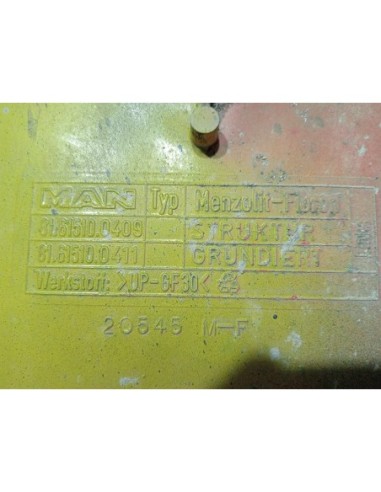 MAN Typ Menzolit-Fibron
81.61510.0409 STRUKTUR
81.61510.0411 GRUNDIERT
Werkstoff: >UP-GF30<
20545 M-F